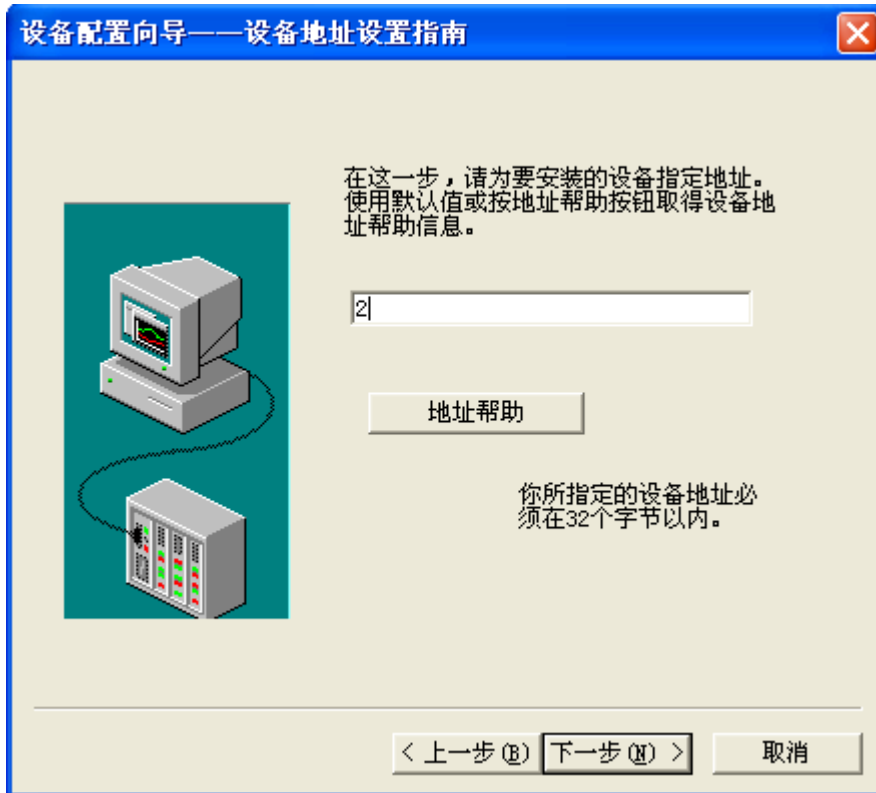 设备配置向导——设备地址设置指南
在这一步，请为要安装的设备指定地址。
使用默认值或按地址帮助按钮取得设备地
址帮助信息。
2
地址帮助
你所指定的设备地址必
须在32个字节以内。
< 上一步(B) 下一步(N) > 取消